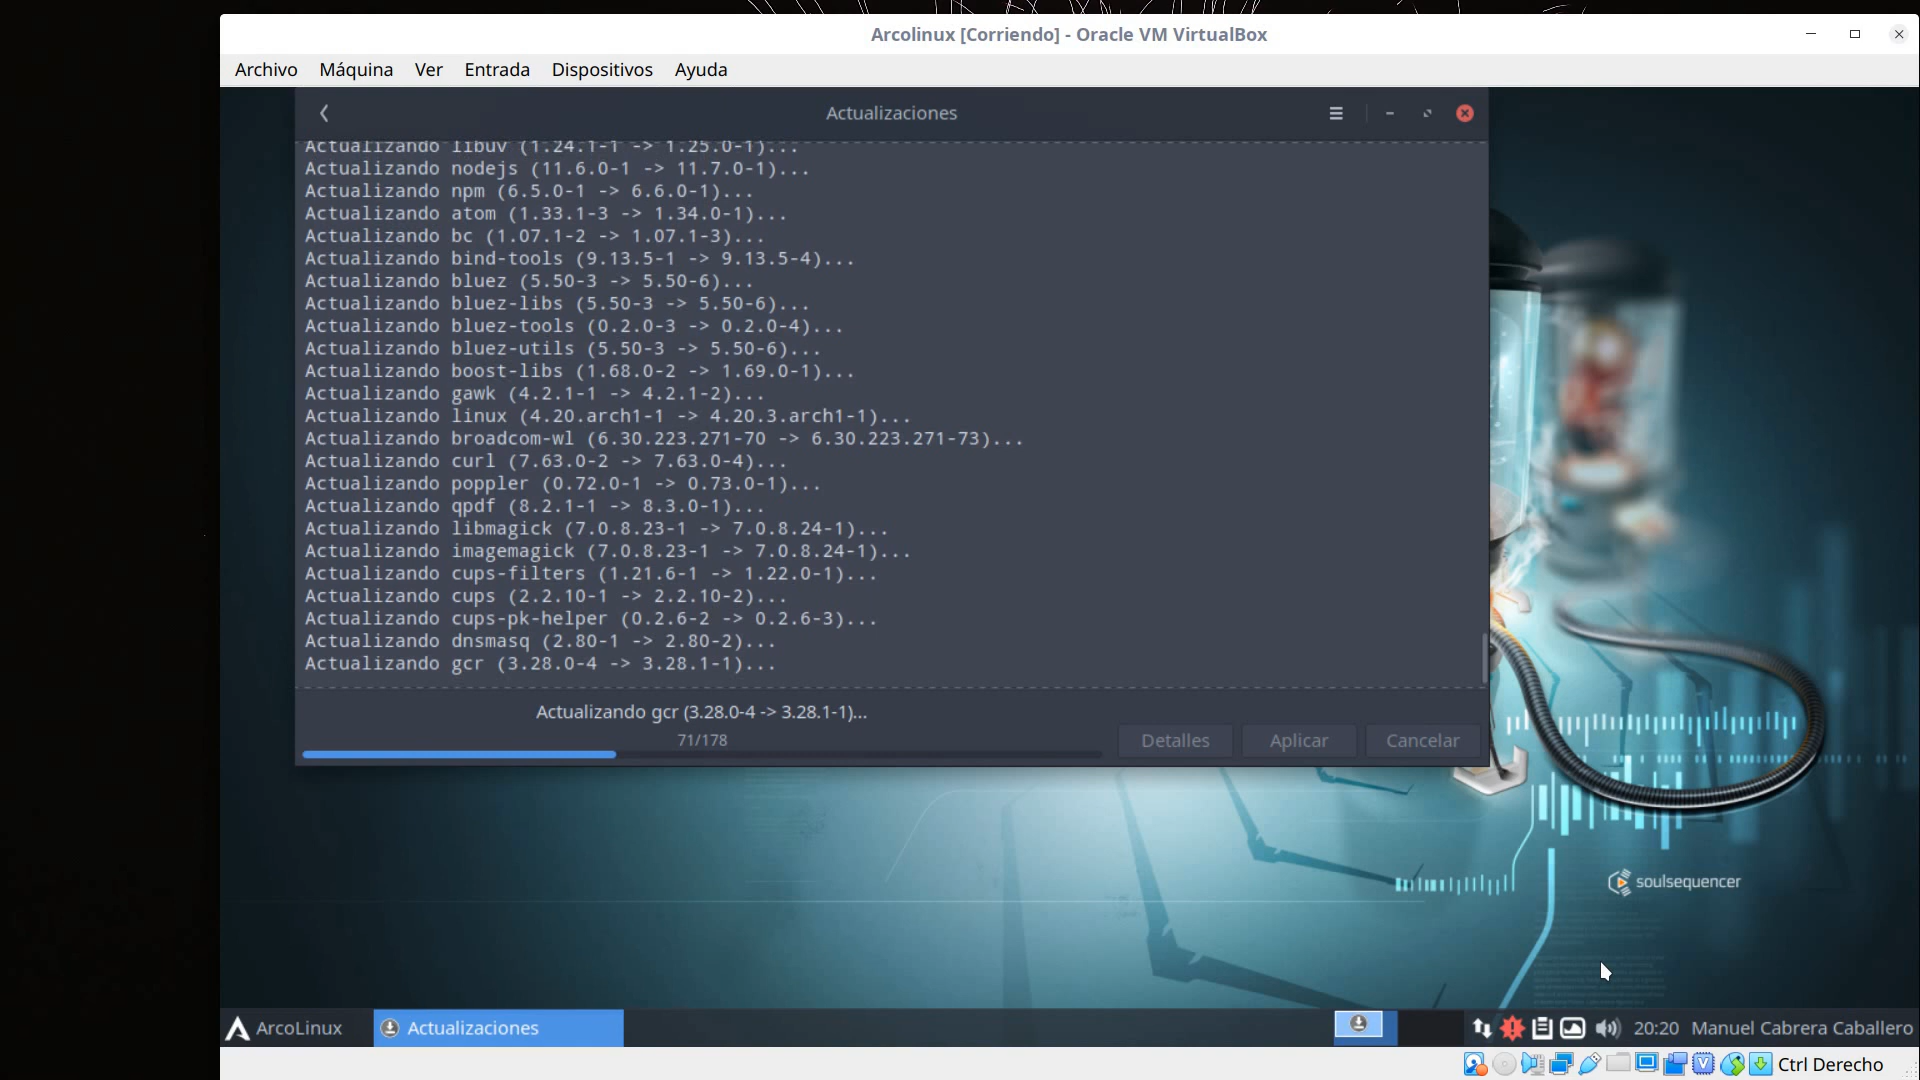 Arcolinux [Corriendo] - Oracle VM VirtualBox
Archivo Máquina Ver Entrada Dispositivos Ayuda
Actualizaciones
Actualizando libuv (1.24.1-1 -> 1.25.0-1)...
Actualizando nodejs (11.6.0-1 -> 11.7.0-1)...
Actualizando npm (6.5.0-1 -> 6.6.0-1)...
Actualizando atom (1.33.1-3 -> 1.34.0-1)...
Actualizando bc (1.07.1-2 -> 1.07.1-3)...
Actualizando bind-tools (9.13.5-1 -> 9.13.5-4)...
Actualizando bluez (5.50-3 -> 5.50-6)...
Actualizando bluez-libs (5.50-3 -> 5.50-6)...
Actualizando bluez-tools (0.2.0-3 -> 0.2.0-4)...
Actualizando bluez-utils (5.50-3 -> 5.50-6)...
Actualizando boost-libs (1.68.0-2 -> 1.69.0-1)...
Actualizando gawk (4.2.1-1 -> 4.2.1-2)...
Actualizando linux (4.20.arch1-1 -> 4.20.3.arch1-1)...
Actualizando broadcom-wl (6.30.223.271-70 -> 6.30.223.271-73)...
Actualizando curl (7.63.0-2 -> 7.63.0-4)...
Actualizando poppler (0.72.0-1 -> 0.73.0-1)...
Actualizando qpdf (8.2.1-1 -> 8.3.0-1)...
Actualizando libmagick (7.0.8.23-1 -> 7.0.8.24-1)...
Actualizando imagemagick (7.0.8.23-1 -> 7.0.8.24-1)...
Actualizando cups-filters (1.21.6-1 -> 1.22.0-1)...
Actualizando cups (2.2.10-1 -> 2.2.10-2)...
Actualizando cups-pk-helper (0.2.6-2 -> 0.2.6-3)...
Actualizando dnsmasq (2.80-1 -> 2.80-2)...
Actualizando gcr (3.28.0-4 -> 3.28.1-1)...
Actualizando gcr (3.28.0-4 -> 3.28.1-1)...
71/178
Detalles Aplicar Cancelar
soulsequencer
ArcoLinux Actualizaciones 20:20 Manuel Cabrera Caballero
Ctrl Derecho